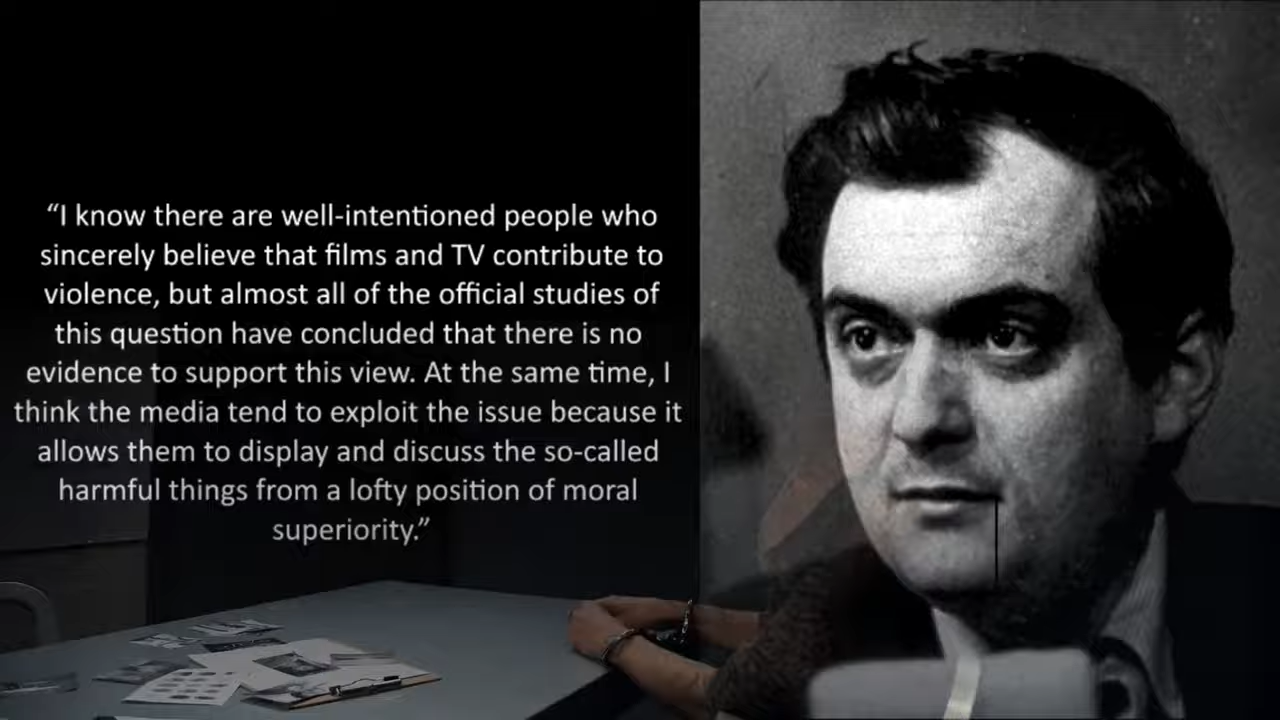 “I know there are well-intentioned people who
sincerely believe that films and TV contribute to
violence, but almost all of the official studies of
this question have concluded that there is no
evidence to support this view. At the same time, I
think the media tend to exploit the issue because it
allows them to display and discuss the so-called
harmful things from a lofty position of moral
superiority.”